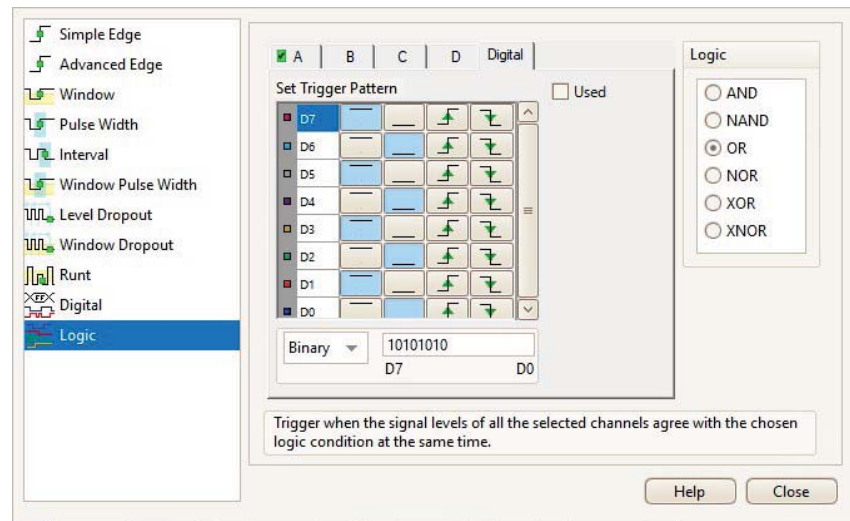 Simple Edge
Advanced Edge
Window
Pulse Width
Interval
Window Pulse Width
Level Dropout
Window Dropout
Runt
Digital
Logic
A B C D Digital
Set Trigger Pattern
Used
D7
D6
D5
D4
D3
D2
D1
D0
Binary 10101010
D7 D0
Logic
AND
NAND
OR
NOR
XOR
XNOR
Trigger when the signal levels of all the selected channels agree with the chosen
logic condition at the same time.
Help Close